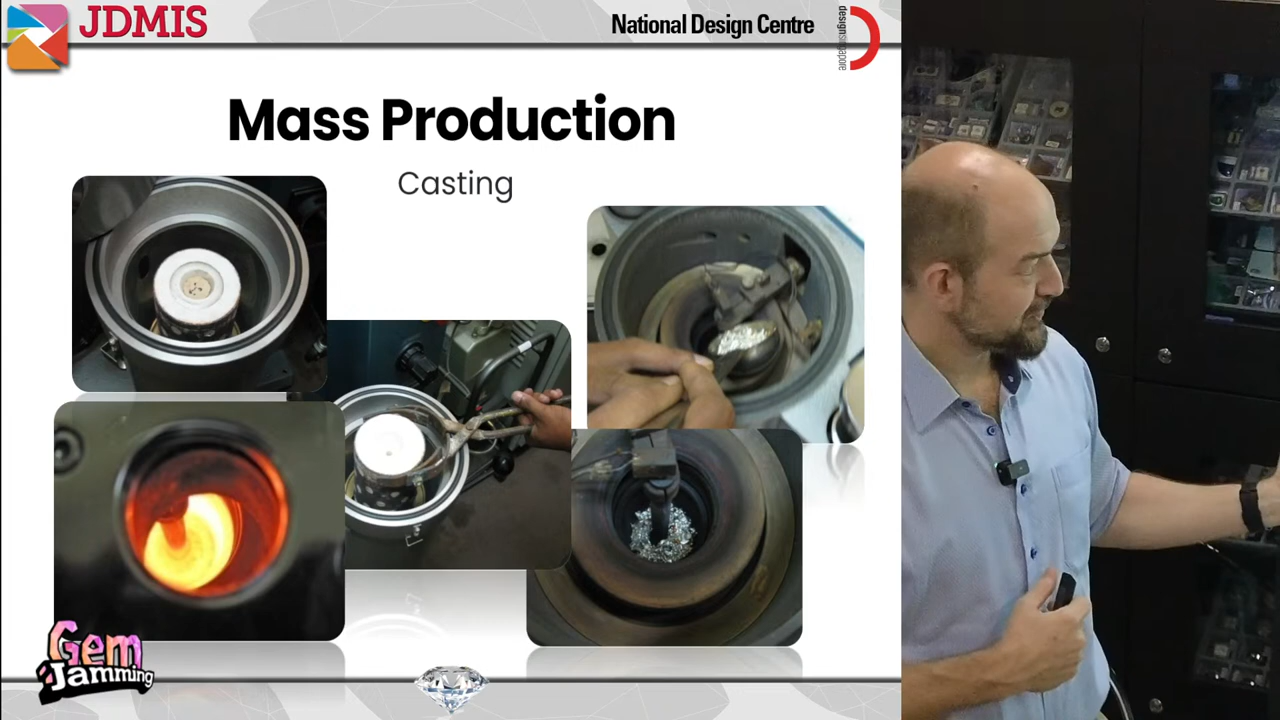 JDMIS
National Design Centre
designsingapore
Mass Production
Casting
Gem
Jamming